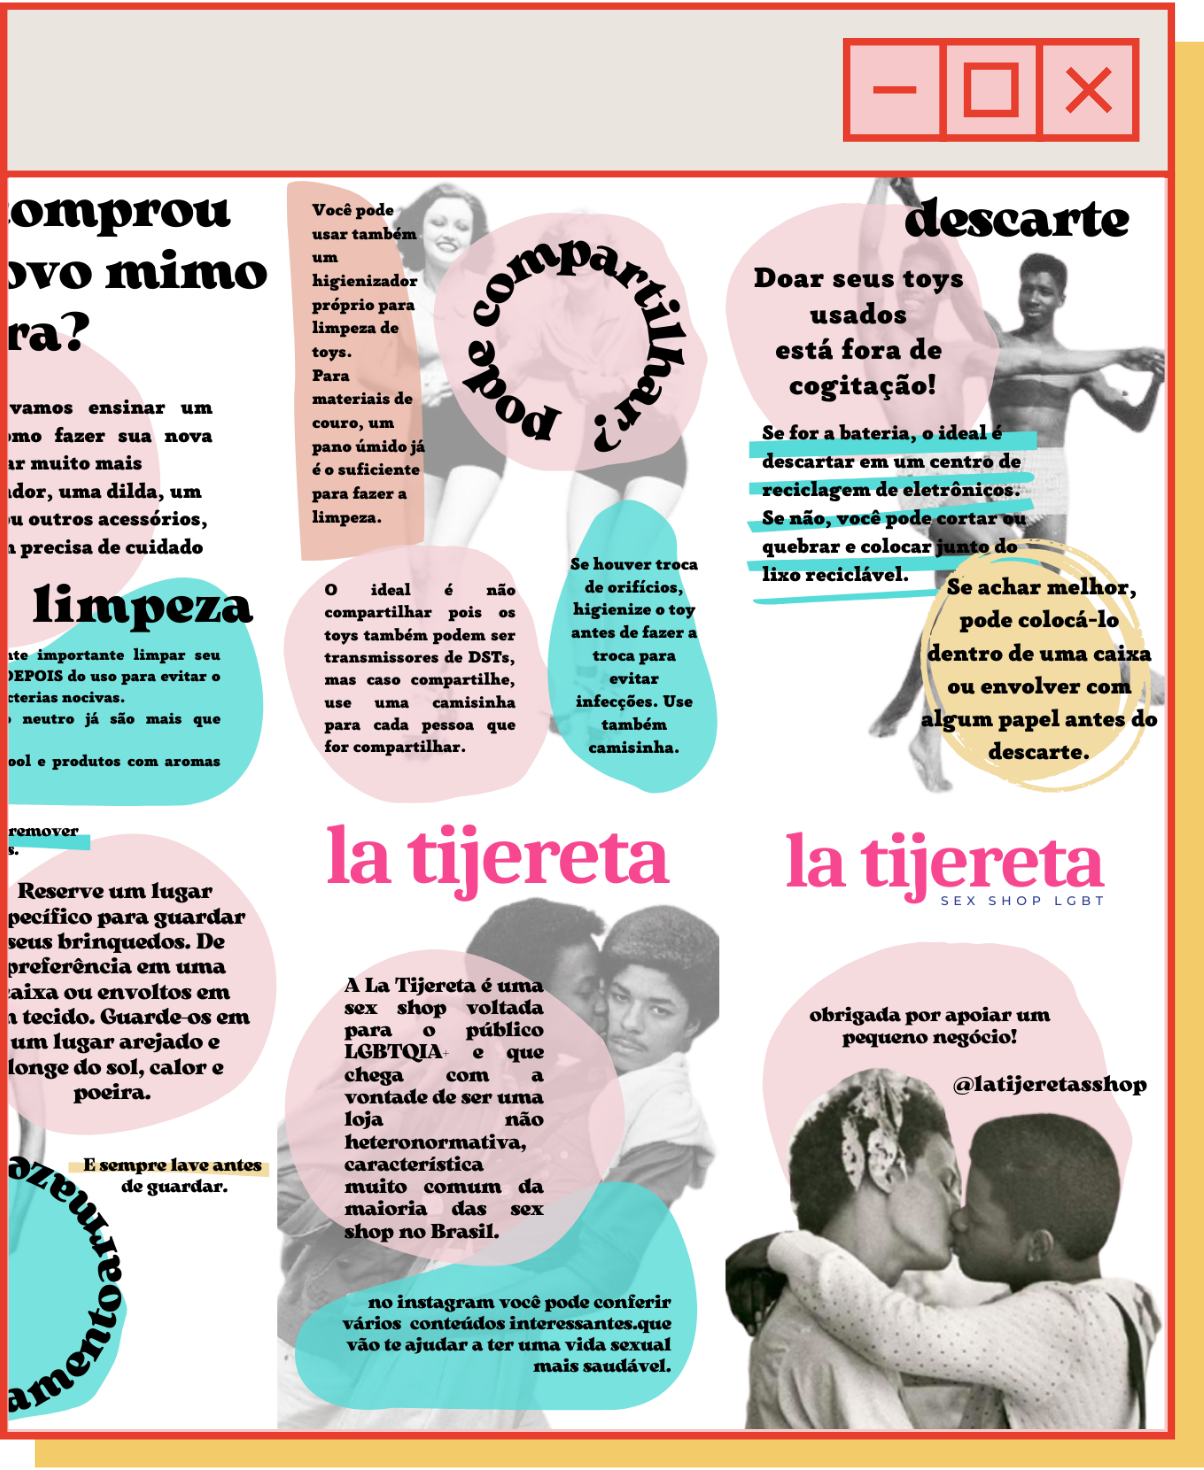 omprou
ovo mimo
ra?
vamos ensinar um
omo fazer sua nova
ar muito mais
dor, uma dilda, um
ou outros acessórios,
precisa de cuidado
limpeza
nte importante limpar seu
DEPOIS do uso para evitar o
cterias nocivas.
neutro já são mais que
ool e produtos com aromas
remover
s.
Reserve um lugar
pecífico para guardar
seus brinquedos. De
preferência em uma
caixa ou envoltos em
tecido. Guarde-os em
um lugar arejado e
longe do sol, calor e
poeira.
E sempre lave antes
de guardar.
armazenamento
Você pode
usar também
um
higienizador
próprio para
limpeza de
toys.
Para
materiais de
couro, um
pano úmido já
é o suficiente
para fazer a
limpeza.
pode compartilhar?
O ideal é não
compartilhar pois os
toys também podem ser
transmissores de DSTs,
mas caso compartilhe,
use uma camisinha
para cada pessoa que
for compartilhar.
Se houver troca
de orifícios,
higienize o toy
antes de fazer a
troca para
evitar
infecções. Use
também
camisinha.
descarte
Doar seus toys
usados
está fora de
cogitação!
Se for a bateria, o ideal é
descartar em um centro de
reciclagem de eletrônicos.
Se não, você pode cortar ou
quebrar e colocar junto do
lixo reciclável.
Se achar melhor,
pode colocá-lo
dentro de uma caixa
ou envolver com
algum papel antes do
descarte.
la tijereta
A La Tijereta é uma
sex shop voltada
para o público
LGBTQIA+ e que
chega com a
vontade de ser uma
loja não
heteronormativa,
característica
muito comum da
maioria das sex
shop no Brasil.
no instagram você pode conferir
vários conteúdos interessantes.que
vão te ajudar a ter uma vida sexual
mais saudável.
la tijereta
SEX SHOP LGBT
obrigada por apoiar um
pequeno negócio!
@latijeretasshop